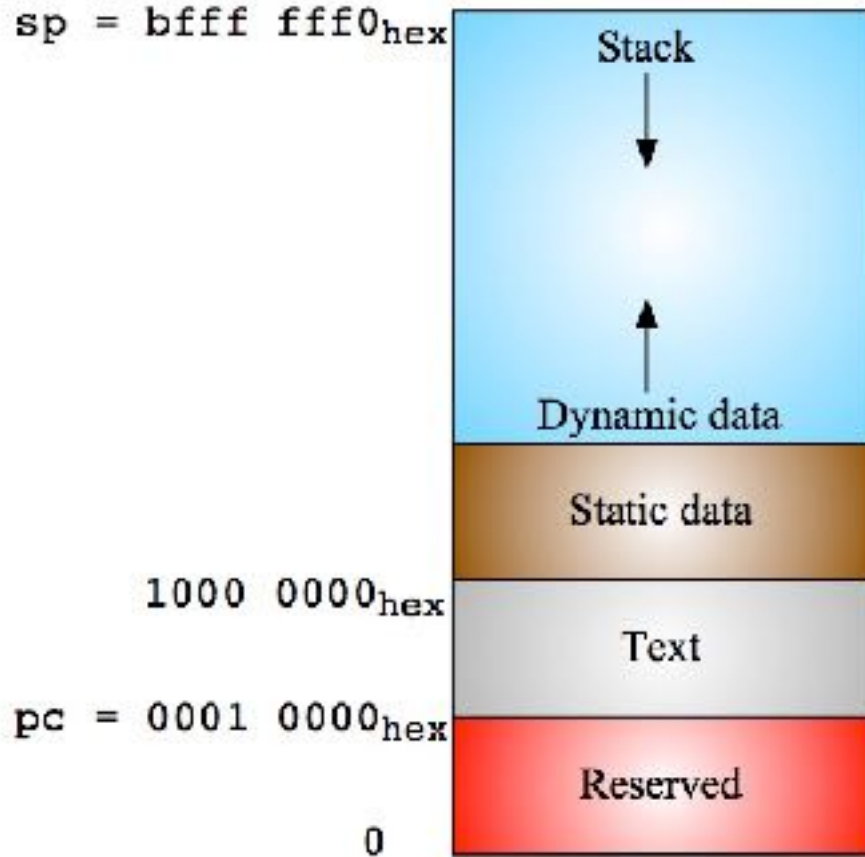 sp = bfff fff0hex
Stack
Dynamic data
Static data
1000 0000hex
Text
pc = 0001 0000hex
Reserved
0